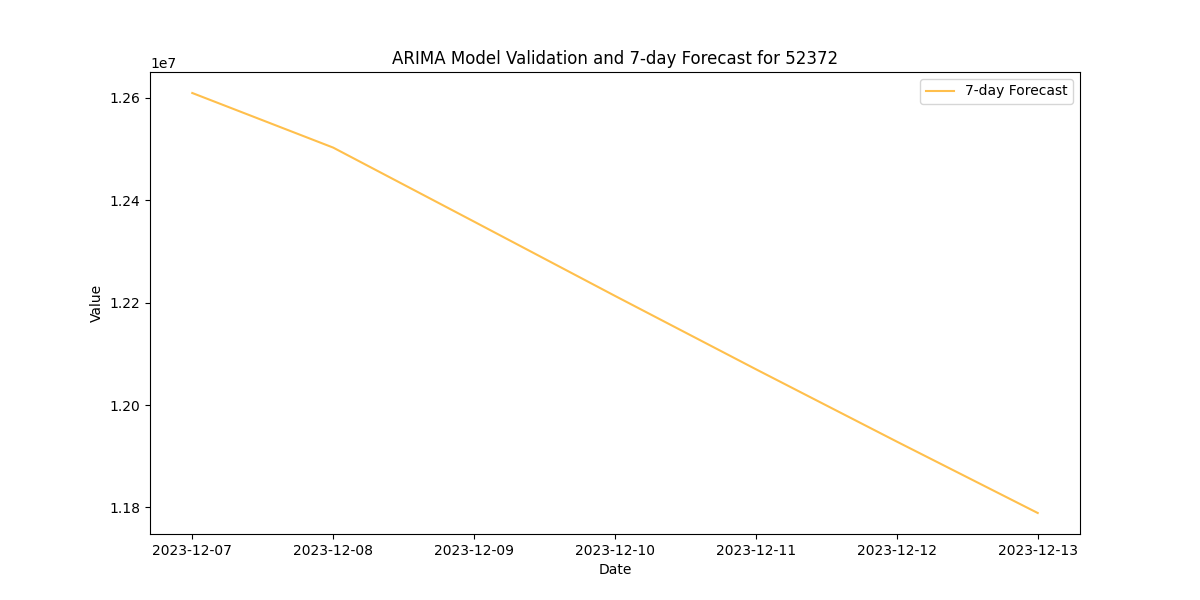 ARIMA Model Validation and 7-day Forecast for 52372
1e7
7-day Forecast
1.26
1.24
1.22
1.20
1.18
Value
2023-12-07 2023-12-08 2023-12-09 2023-12-10 2023-12-11 2023-12-12 2023-12-13
Date